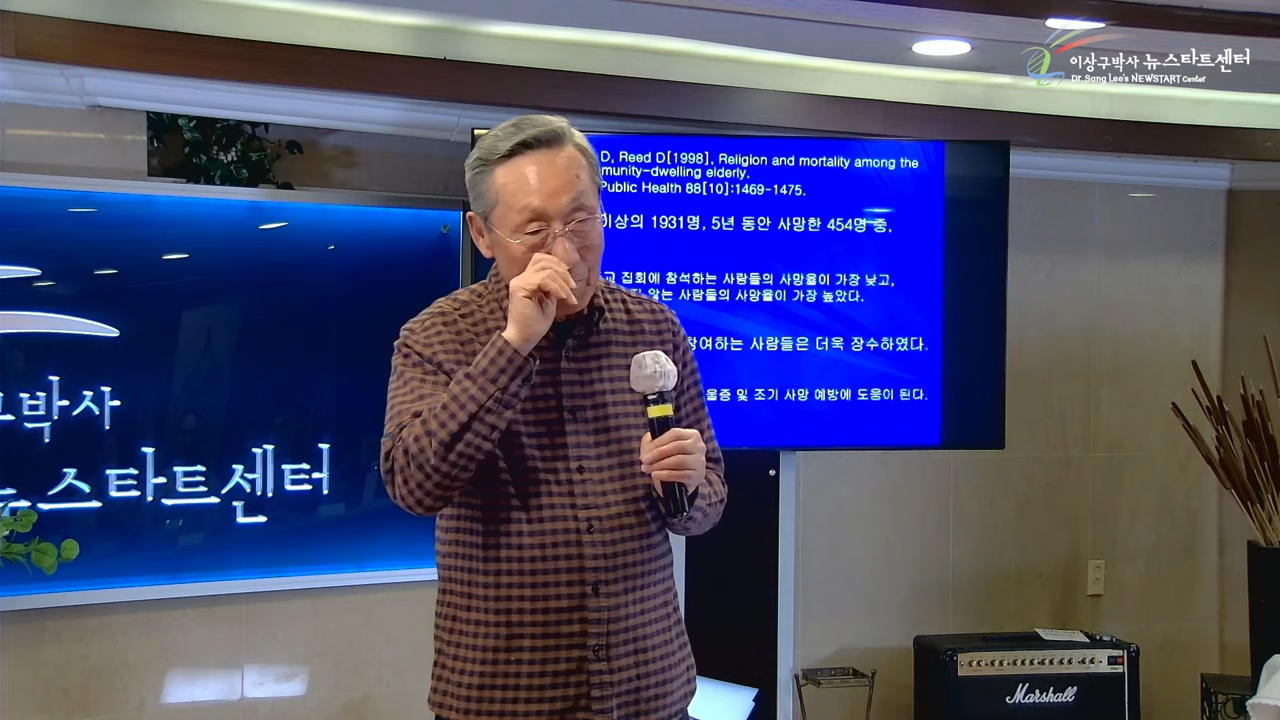 이상구박사 뉴스타트센터
Dr. Sang Lee's NEWSTART Center
D, Reed D[1998], Religion and mortality among the
munity-dwelling elderly.
Public Health 88[10]:1469-1475.
이상의 1931명, 5년 동안 사망한 454명 중,
교 집회에 참석하는 사람들의 사망율이 가장 낮고,
지 않는 사람들의 사망율이 가장 높았다.
참여하는 사람들은 더욱 장수하였다.
울증 및 조기 사망 예방에 도움이 된다.
구박사
뉴스타트센터
Marshall